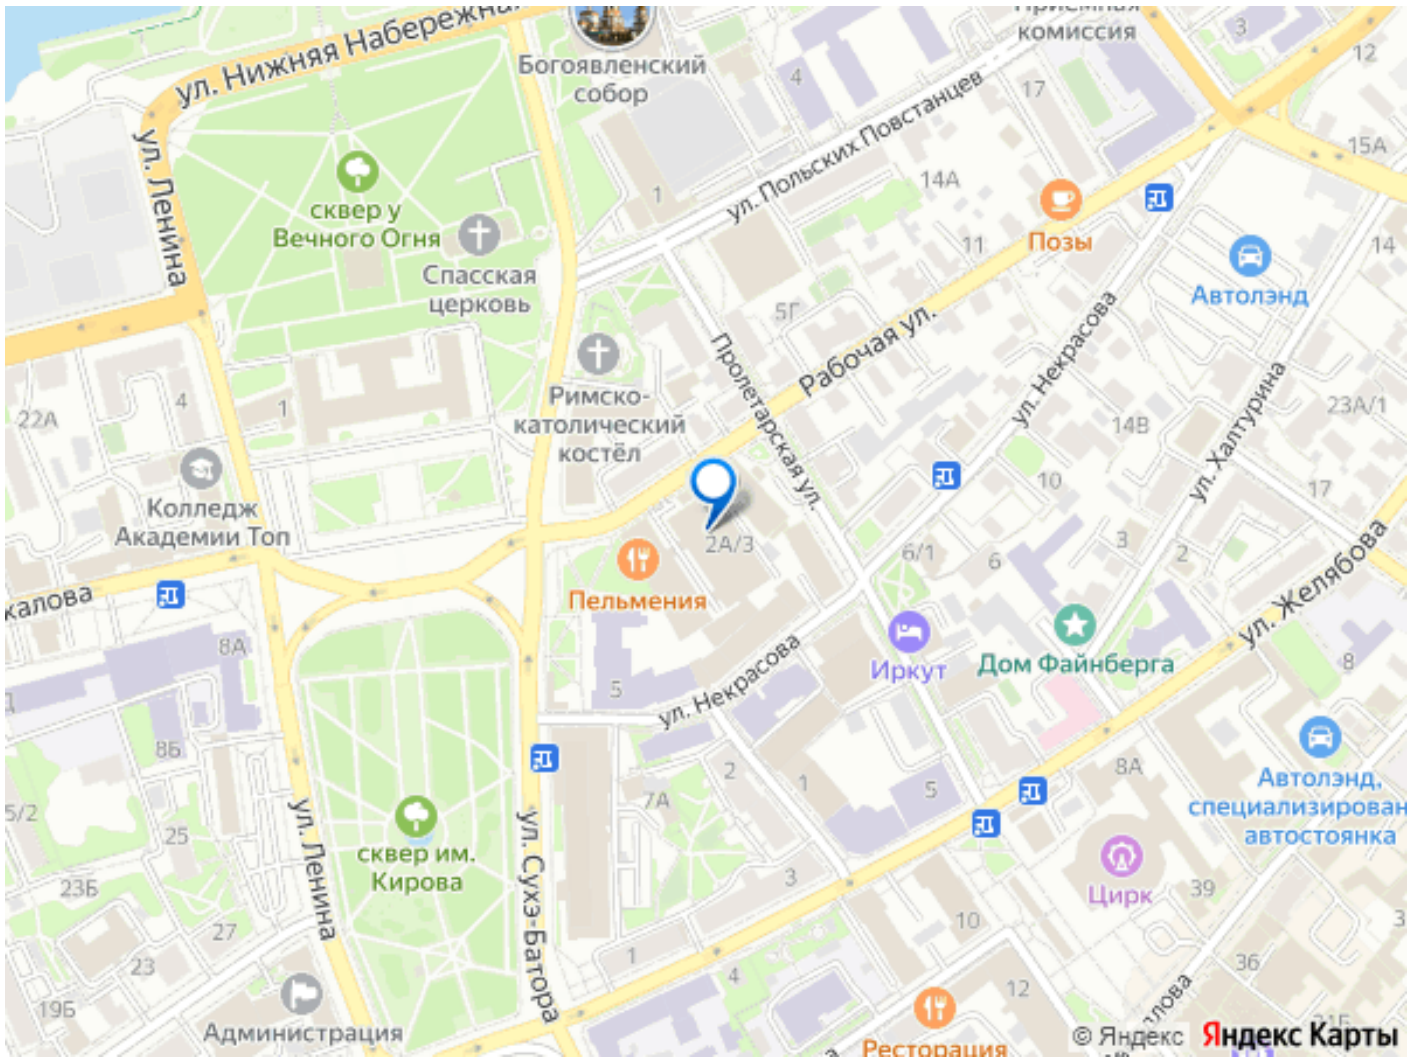 ул. Нижняя Набережная
Богоявленский
собор
Приёмная
комиссия
3
12
4
17
ул. Польских Повстанцев
15А
ул. Ленина
сквер у
Вечного Огня
1
14А
Позы
11
14
Спасская
церковь
Автолэнд
5Г
Рабочая ул.
ул. Некрасова
Пролетарская ул.
Римско-
католический
костёл
22А
4
1
23А/1
14В
ул. Халтурина
10
17
Колледж
Академии Топ
2А/3
6/1
6
3
2
ул. Желябова
Пельмения
халова
8А
Иркут
Дом Файнберга
8
5
ул. Некрасова
8Б
2
1
7А
5
8А
Автолэнд,
специализирован
автостоянка
5/2
25
ул. Ленина
сквер им.
Кирова
ул. Сухэ-Батора
23Б
3
Цирк
39
3
27
10
23
1
4
36
19Б
12
Администрация
Ресторация
21Б
© Яндекс Яндекс Карты